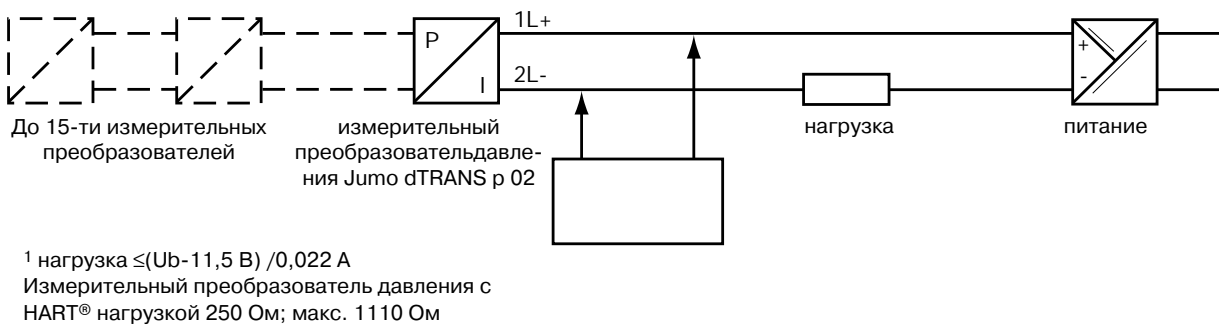 1L+
P
+
2L-
-
I
До 15-ти измерительных
преобразователей
измерительный
преобразовательдавле-
ния Jumo dTRANS p 02
нагрузка
питание
¹ нагрузка ≤(Ub-11,5 В) /0,022 А
Измерительный преобразователь давления с
HART® нагрузкой 250 Ом; макс. 1110 Ом